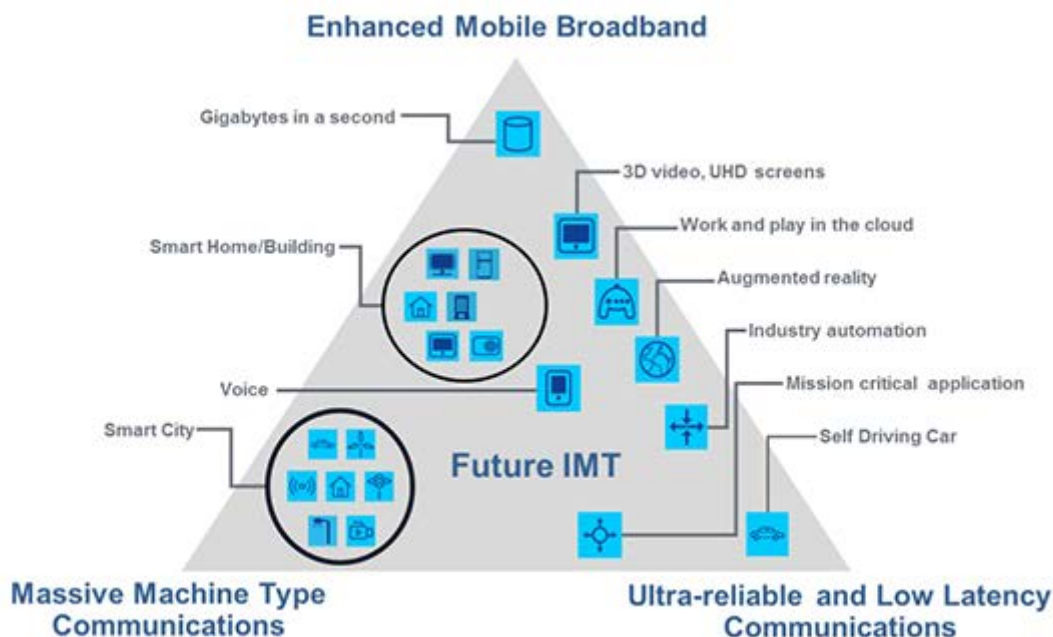 Enhanced Mobile Broadband
Gigabytes in a second
3D video, UHD screens
Work and play in the cloud
Smart Home/Building
Augmented reality
Industry automation
Voice
Mission critical application
Smart City
Self Driving Car
Future IMT
Massive Machine Type
Communications
Ultra-reliable and Low Latency
Communications